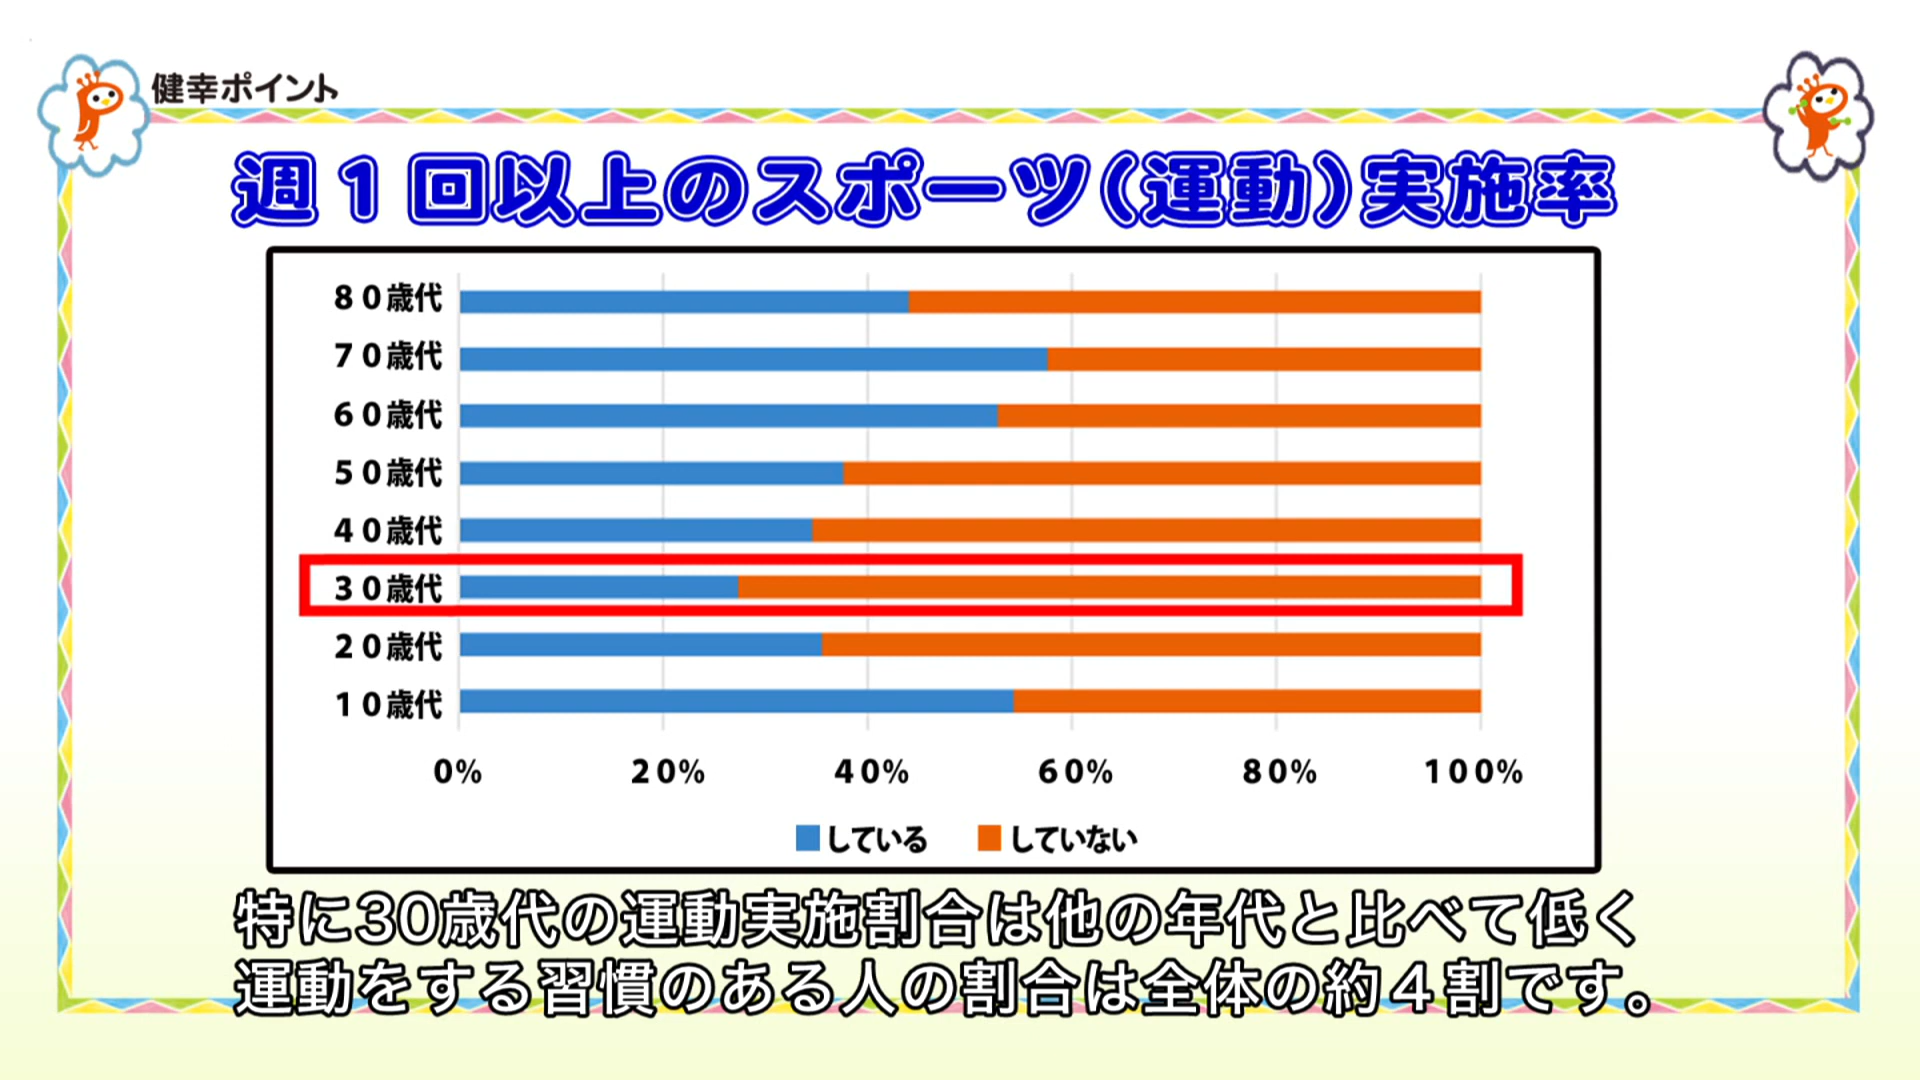 健幸ポイント
週1回以上のスポーツ(運動)実施率
80歳代
70歳代
60歳代
50歳代
40歳代
30歳代
20歳代
10歳代
0% 20% 40% 60% 80% 100%
している していない
特に30歳代の運動実施割合は他の年代と比べて低く
運動をする習慣のある人の割合は全体の約4割です。